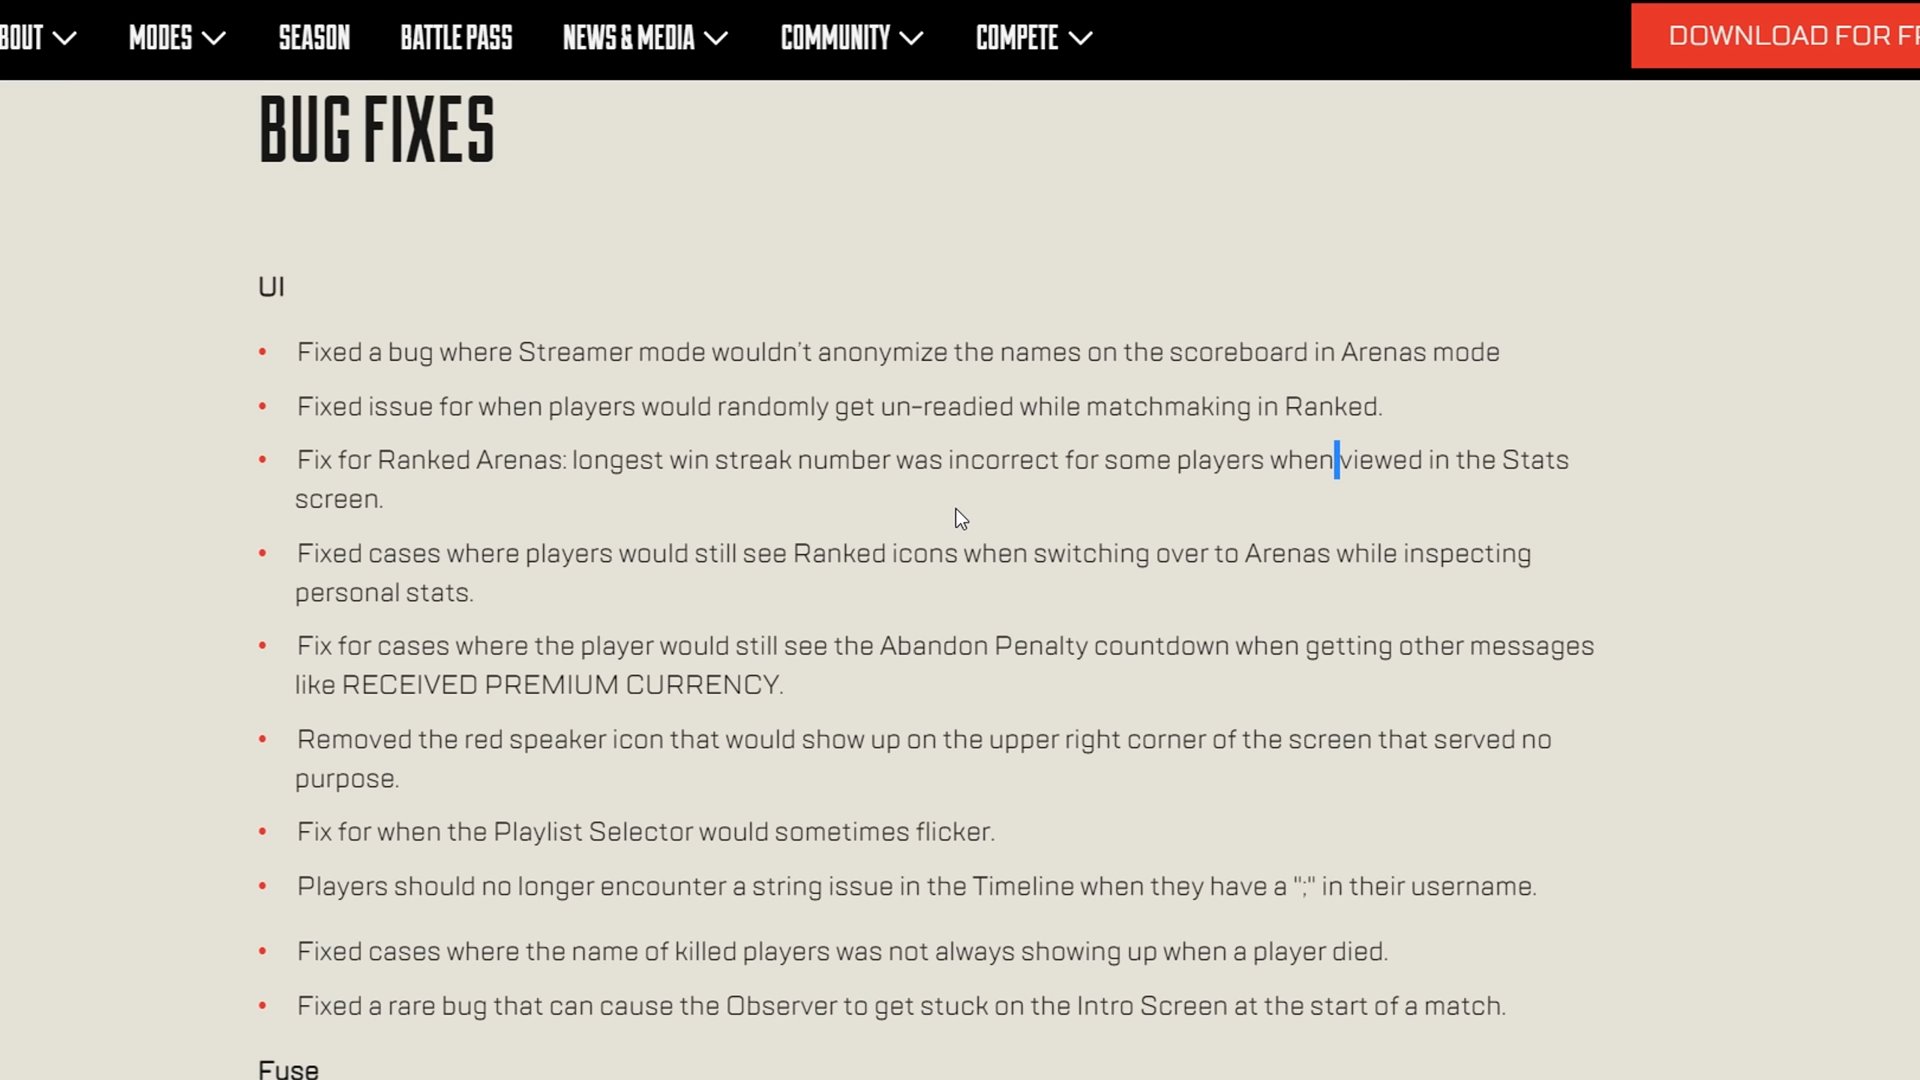 BOUT MODES SEASON BATTLE PASS NEWS & MEDIA COMMUNITY COMPETE DOWNLOAD FOR FR
BUG FIXES
UI
• Fixed a bug where Streamer mode wouldn't anonymize the names on the scoreboard in Arenas mode
• Fixed issue for when players would randomly get un-readied while matchmaking in Ranked.
• Fix for Ranked Arenas: longest win streak number was incorrect for some players when viewed in the Stats
screen.
• Fixed cases where players would still see Ranked icons when switching over to Arenas while inspecting
personal stats.
• Fix for cases where the player would still see the Abandon Penalty countdown when getting other messages
like RECEIVED PREMIUM CURRENCY.
• Removed the red speaker icon that would show up on the upper right corner of the screen that served no
purpose.
• Fix for when the Playlist Selector would sometimes flicker.
• Players should no longer encounter a string issue in the Timeline when they have a ";" in their username.
• Fixed cases where the name of killed players was not always showing up when a player died.
• Fixed a rare bug that can cause the Observer to get stuck on the Intro Screen at the start of a match.
Fuse